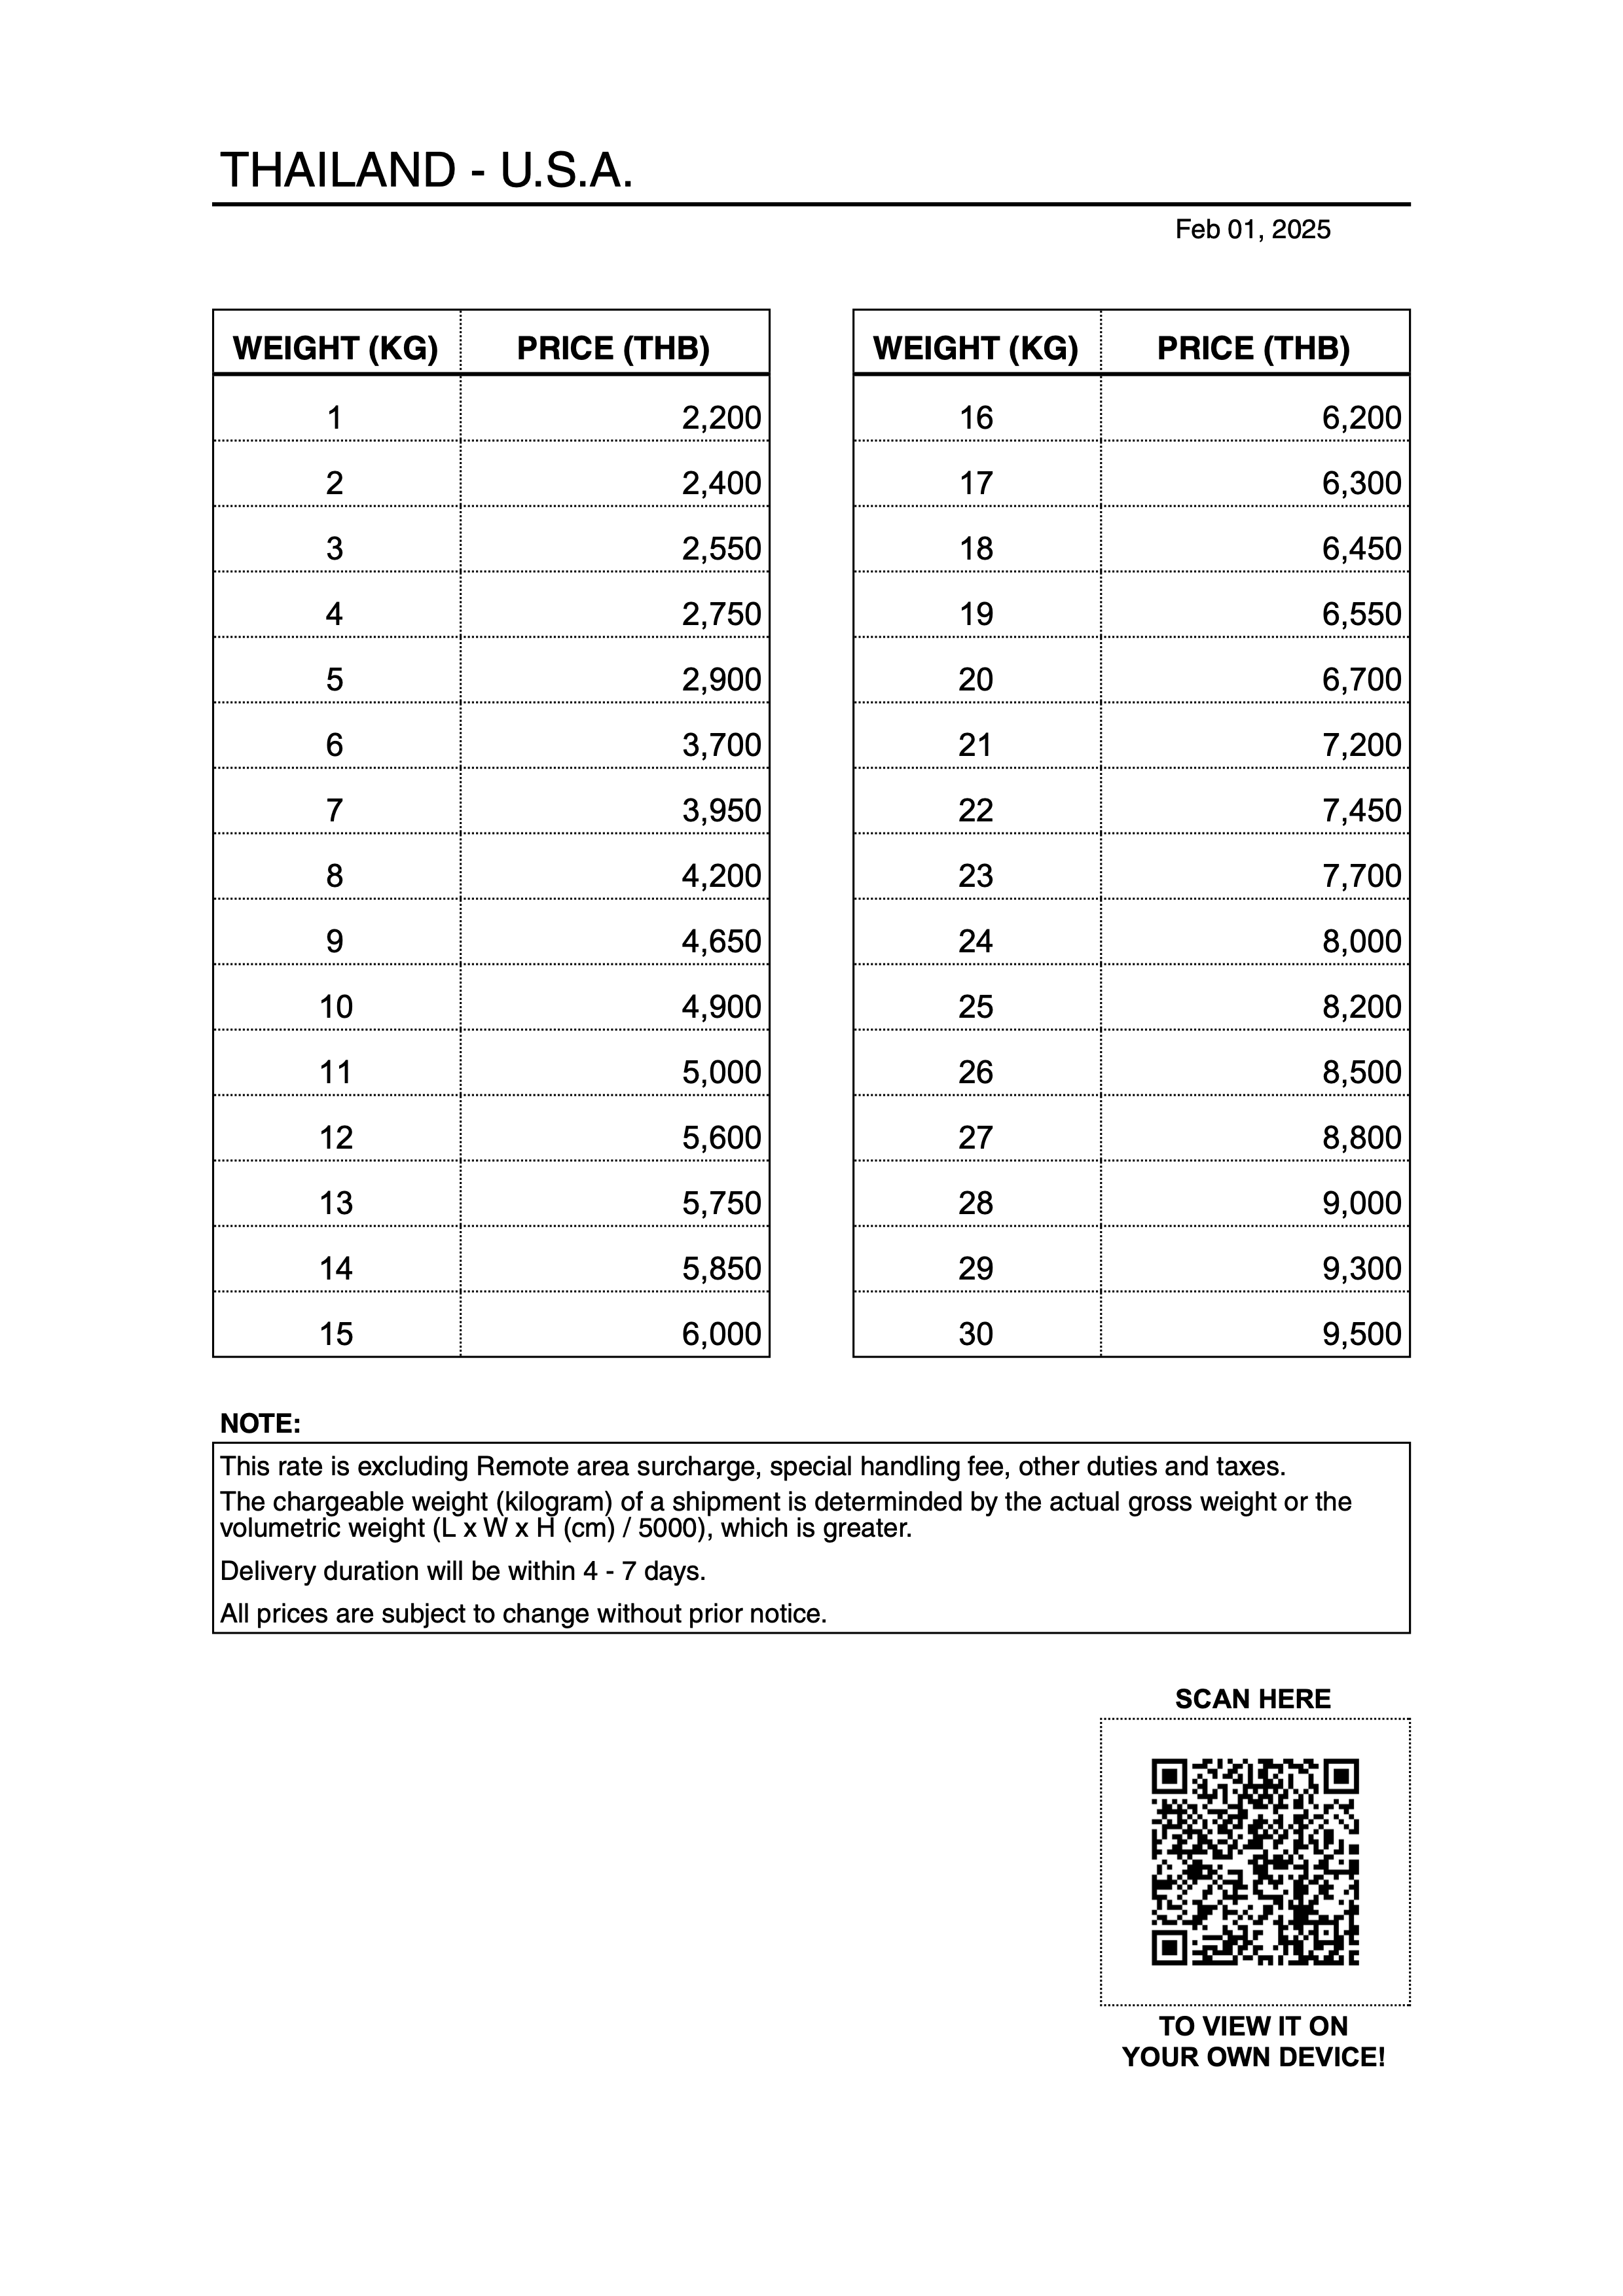 THAILAND - U.S.A.
Feb 01, 2025
WEIGHT (KG) PRICE (THB)
1 2,200
2 2,400
3 2,550
4 2,750
5 2,900
6 3,700
7 3,950
8 4,200
9 4,650
10 4,900
11 5,000
12 5,600
13 5,750
14 5,850
15 6,000
WEIGHT (KG) PRICE (THB)
16 6,200
17 6,300
18 6,450
19 6,550
20 6,700
21 7,200
22 7,450
23 7,700
24 8,000
25 8,200
26 8,500
27 8,800
28 9,000
29 9,300
30 9,500
NOTE:
This rate is excluding Remote area surcharge, special handling fee, other duties and taxes.
The chargeable weight (kilogram) of a shipment is determinded by the actual gross weight or the
volumetric weight (L x W x H (cm) / 5000), which is greater.
Delivery duration will be within 4 - 7 days.
All prices are subject to change without prior notice.
SCAN HERE
TO VIEW IT ON
YOUR OWN DEVICE!